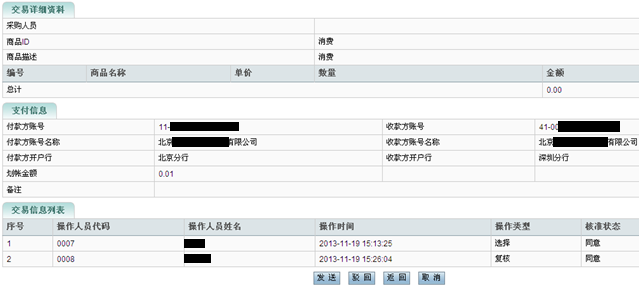 交易详细资料
采购人员
商品ID 消费
商品描述 消费
编号 商品名称 单价 数量 金额
总计 0.00
支付信息
付款方账号 11- 收款方账号 41-00
付款方账号名称 北京 有限公司 收款方账号名称 北京 有限公司
付款方开户行 北京分行 收款方开户行 深圳分行
划帐金额 0.01
备注
交易信息列表
序号 操作人员代码 操作人员姓名 操作时间 操作类型 核准状态
1 0007 2013-11-19 15:13:25 选择 同意
2 0008 2013-11-19 15:26:04 复核 同意
发 送 驳 回 返 回 取 消